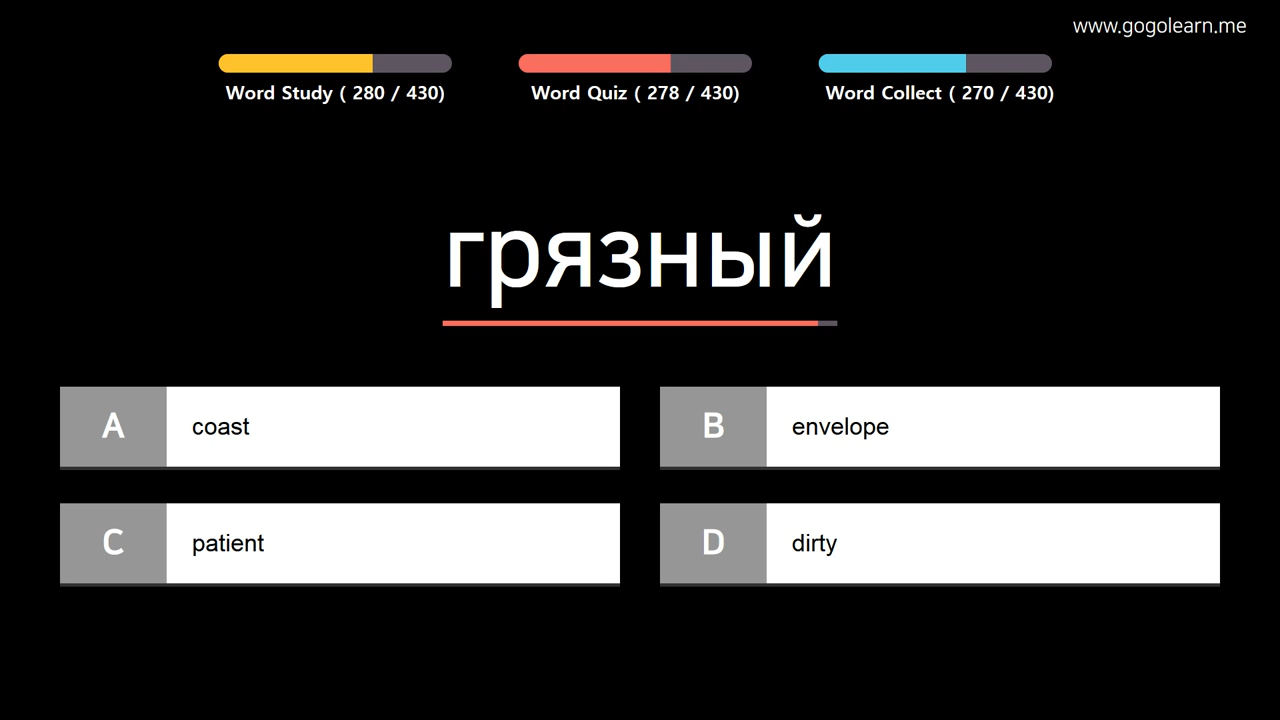 www.gogolearn.me
Word Study ( 280 / 430)
Word Quiz ( 278 / 430)
Word Collect ( 270 / 430)
грязный
A coast
B envelope
C patient
D dirty